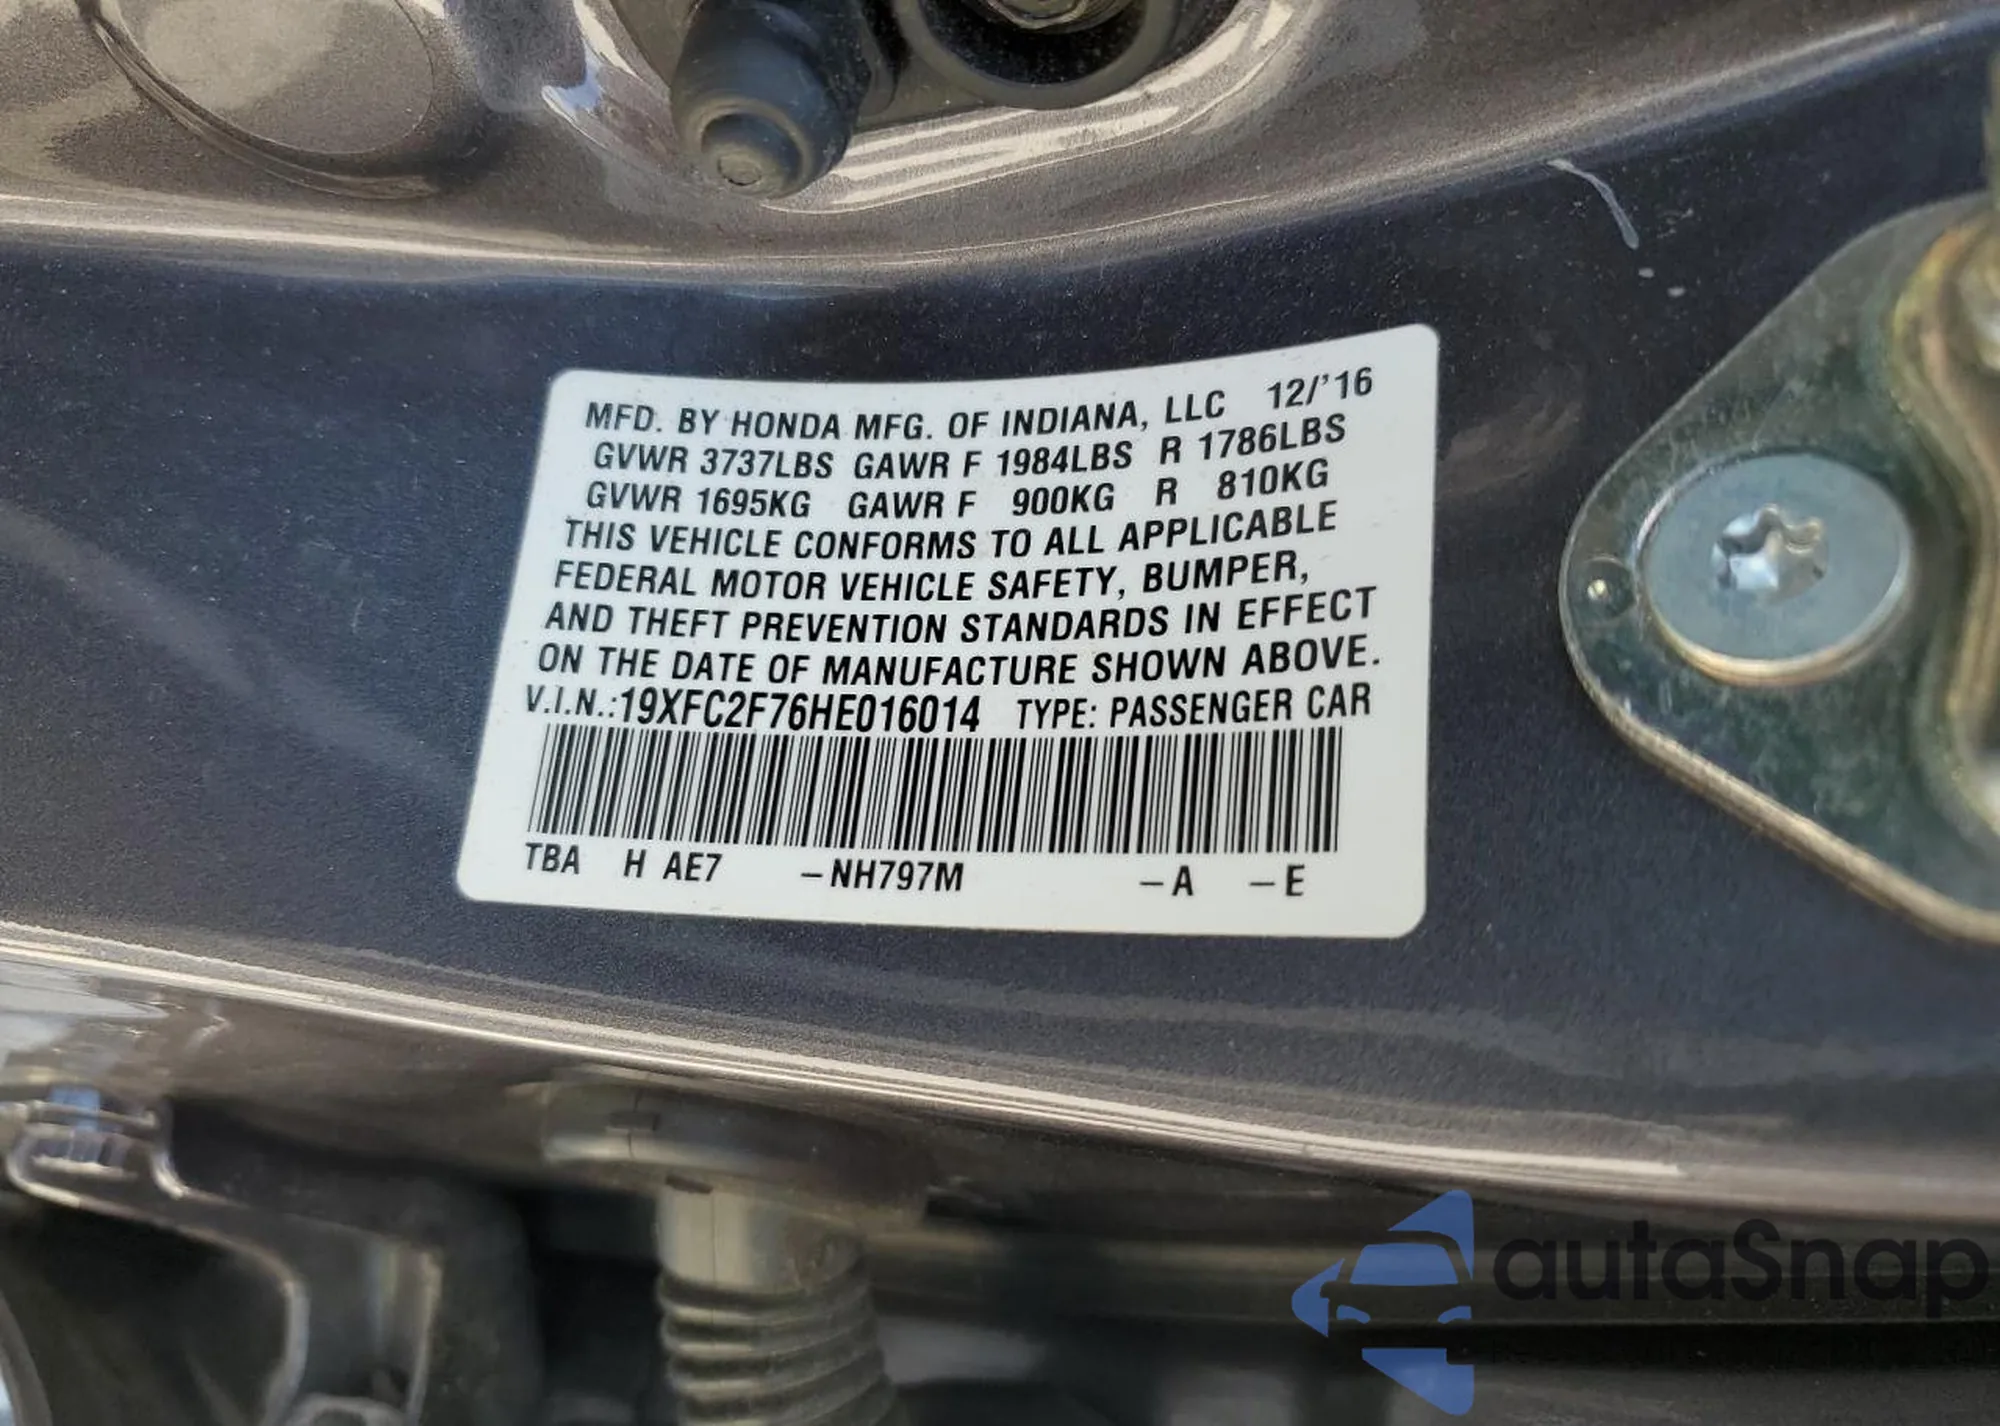 MFD. BY HONDA MFG. OF INDIANA, LLC 12/'16
GVWR 3737LBS GAWR F 1984LBS R 1786LBS
GVWR 1695KG GAWR F 900KG R 810KG
THIS VEHICLE CONFORMS TO ALL APPLICABLE
FEDERAL MOTOR VEHICLE SAFETY, BUMPER,
AND THEFT PREVENTION STANDARDS IN EFFECT
ON THE DATE OF MANUFACTURE SHOWN ABOVE.
V.I.N.:19XFC2F76HE016014 TYPE: PASSENGER CAR
TBA H AE7 –NH797M –A –E
autaSnap